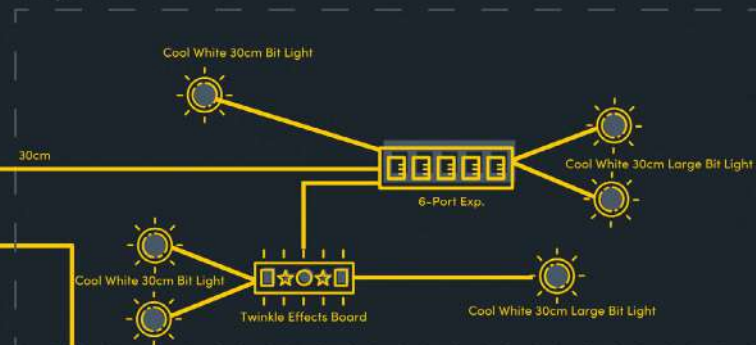 Cool White 30cm Bit Light
30cm
Cool White 30cm Large Bit Light
6-Port Exp.
Cool White 30cm Bit Light
Twinkle Effects Board
Cool White 30cm Large Bit Light